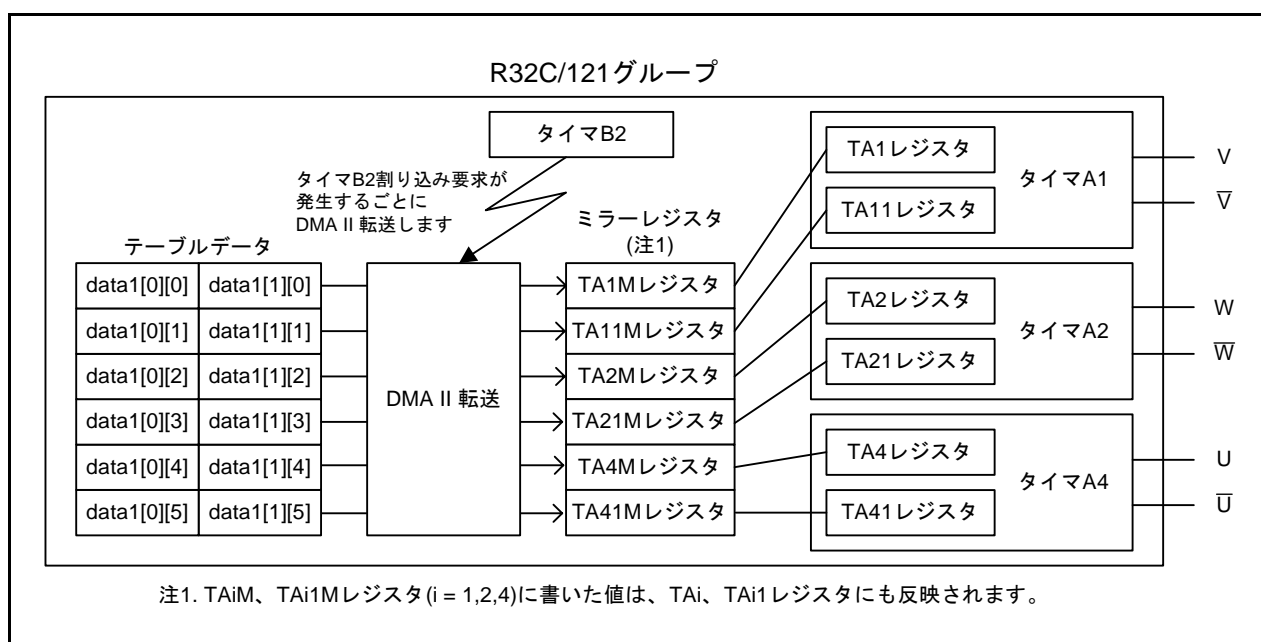 R32C/121グループ
タイマB2
タイマB2割り込み要求が
発生するごとに
DMA II 転送します
テーブルデータ
data1[0][0] data1[1][0]
data1[0][1] data1[1][1]
data1[0][2] data1[1][2]
data1[0][3] data1[1][3]
data1[0][4] data1[1][4]
data1[0][5] data1[1][5]
DMA II 転送
ミラーレジスタ
(注1)
TA1Mレジスタ
TA11Mレジスタ
TA2Mレジスタ
TA21Mレジスタ
TA4Mレジスタ
TA41Mレジスタ
TA1レジスタ
TA11レジスタ
タイマA1
TA2レジスタ
TA21レジスタ
タイマA2
TA4レジスタ
TA41レジスタ
タイマA4
V
V̅
W
W̅
U
U̅
注1. TAiM、TAi1Mレジスタ(i = 1,2,4)に書いた値は、TAi、TAi1レジスタにも反映されます。